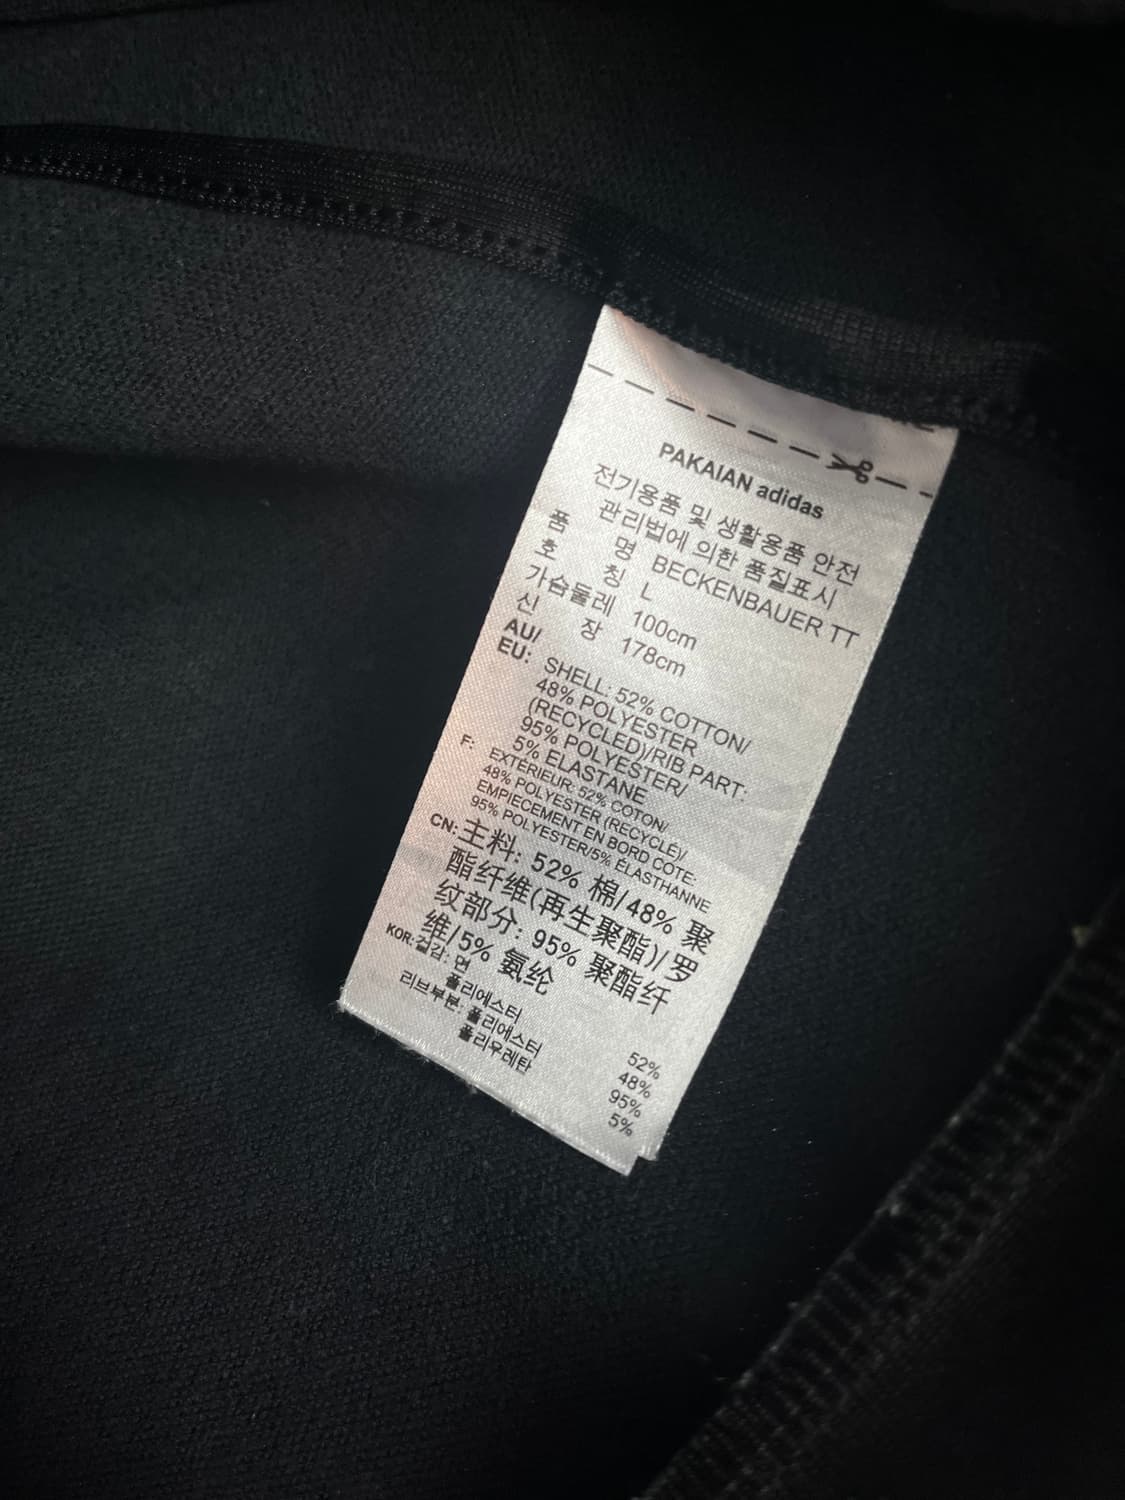 PAKAIAN adidas
전기용품 및 생활용품 안전
관리법에 의한 품질표시
품 명 BECKENBAUER TT
호 칭 L
가슴둘레 100cm
신 장 178cm
AU/
EU: SHELL: 52% COTTON/
48% POLYESTER
(RECYCLED)/RIB PART:
95% POLYESTER/
5% ELASTANE
F: EXTÉRIEUR: 52% COTON/
48% POLYESTER (RECYCLÉ)/
EMPIECEMENT EN BORD COTE:
95% POLYESTER/5% ÉLASTHANNE
CN: 主料: 52% 棉/48% 聚
酯纤维(再生聚酯)/罗
纹部分: 95% 聚酯纤
维/5% 氨纶
KOR: 겉감: 면 52%
폴리에스터 48%
리브부분: 폴리에스터 95%
폴리우레탄 5%